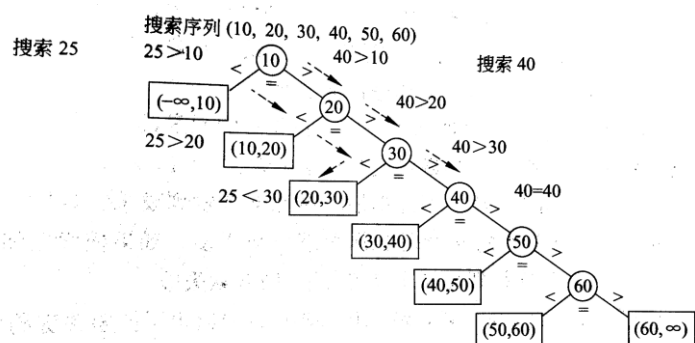 搜索序列 (10, 20, 30, 40, 50, 60)
搜索 25
25>10
10
40>10
搜索 40
< = >
(-∞,10)
20
40>20
25>20
< = >
(10,20)
30
40>30
< = >
25 < 30
(20,30)
40
40=40
< = >
(30,40)
50
< = >
(40,50)
60
< = >
(50,60)
(60,∞)